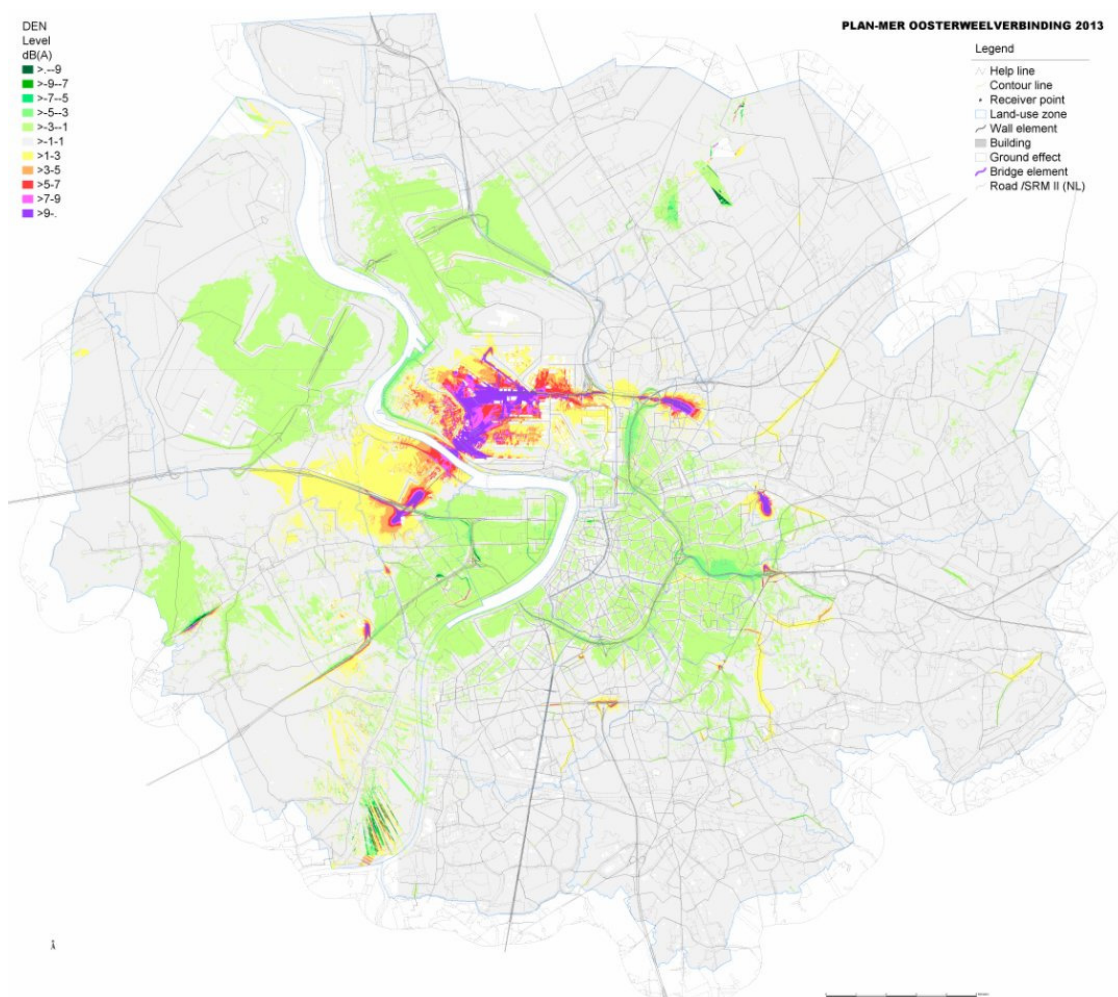 DEN
Level
dB(A)
>.--9
>-9--7
>-7--5
>-5--3
>-3--1
>-1-1
>1-3
>3-5
>5-7
>7-9
>9-.
PLAN-MER OOSTERWEELVERBINDING 2013
Legend
Help line
Contour line
Receiver point
Land-use zone
Wall element
Building
Ground effect
Bridge element
Road /SRM II (NL)